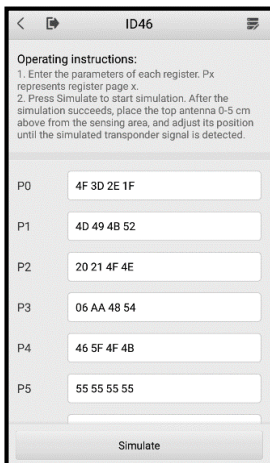 ID46
Operating instructions:
1. Enter the parameters of each register. Px
represents register page x.
2. Press Simulate to start simulation. After the
simulation succeeds, place the top antenna 0-5 cm
above from the sensing area, and adjust its position
until the simulated transponder signal is detected.
P0 4F 3D 2E 1F
P1 4D 49 4B 52
P2 20 21 4F 4E
P3 06 AA 48 54
P4 46 5F 4F 4B
P5 55 55 55 55
Simulate